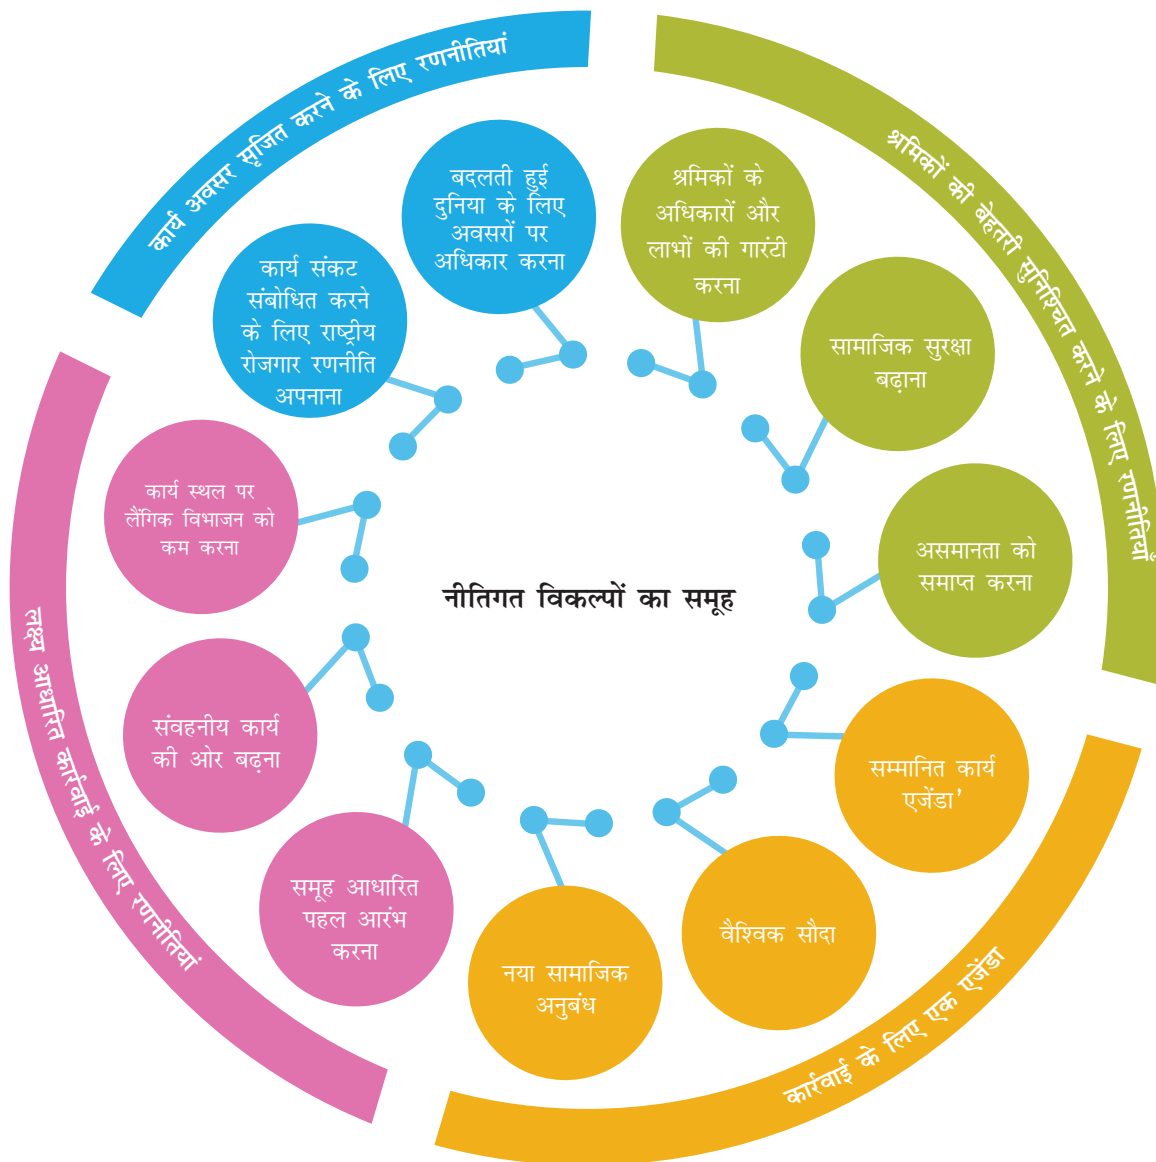 कार्य अवसर सृजित करने के लिए रणनीतियां
बदलती हुई
दुनिया के लिए
अवसरों पर
अधिकार करना
कार्य संकट
संबोधित करने
के लिए राष्ट्रीय
रोजगार रणनीति
अपनाना
श्रमिकों की बेहतरी सुनिश्चित करने के लिए रणनीतियाँ
श्रमिकों के
अधिकारों और
लाभों की गारंटी
करना
सामाजिक सुरक्षा
बढ़ाना
असमानता को
समाप्त करना
नीतिगत विकल्पों का समूह
लक्ष्य आधारित कार्रवाई के लिए रणनीतियां
कार्य स्थल पर
लैंगिक विभाजन को
कम करना
संवहनीय कार्य
की ओर बढ़ना
समूह आधारित
पहल आरंभ
करना
कार्रवाई के लिए एक एजेंडा
सम्मानित कार्य
एजेंडा'
वैश्विक सौदा
नया सामाजिक
अनुबंध